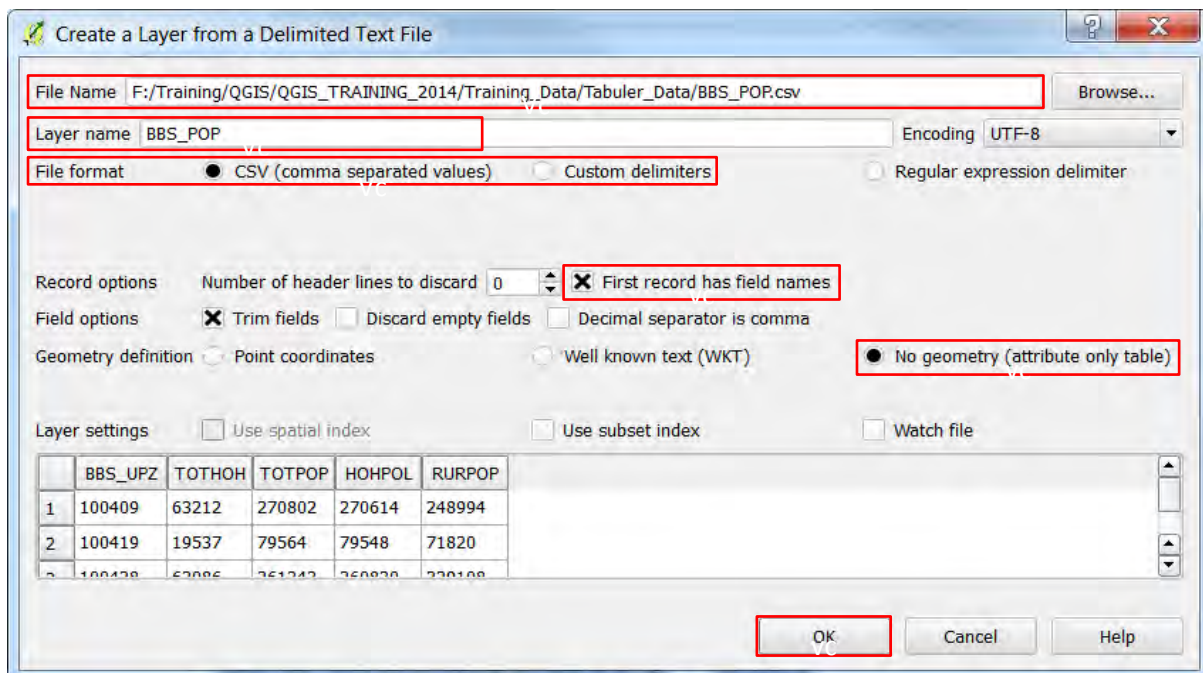 Create a Layer from a Delimited Text File
File Name F:/Training/QGIS/QGIS_TRAINING_2014/Training_Data/Tabuler_Data/BBS_POP.csv Browse...
Layer name BBS_POP Encoding UTF-8
File format CSV (comma separated values) Custom delimiters Regular expression delimiter
Record options Number of header lines to discard 0 First record has field names
Field options Trim fields Discard empty fields Decimal separator is comma
Geometry definition Point coordinates Well known text (WKT) No geometry (attribute only table)
Layer settings Use spatial index Use subset index Watch file
BBS_UPZ TOTHOH TOTPOP HOHPOL RURPOP
1 100409 63212 270802 270614 248994
2 100419 19537 79564 79548 71820
OK Cancel Help